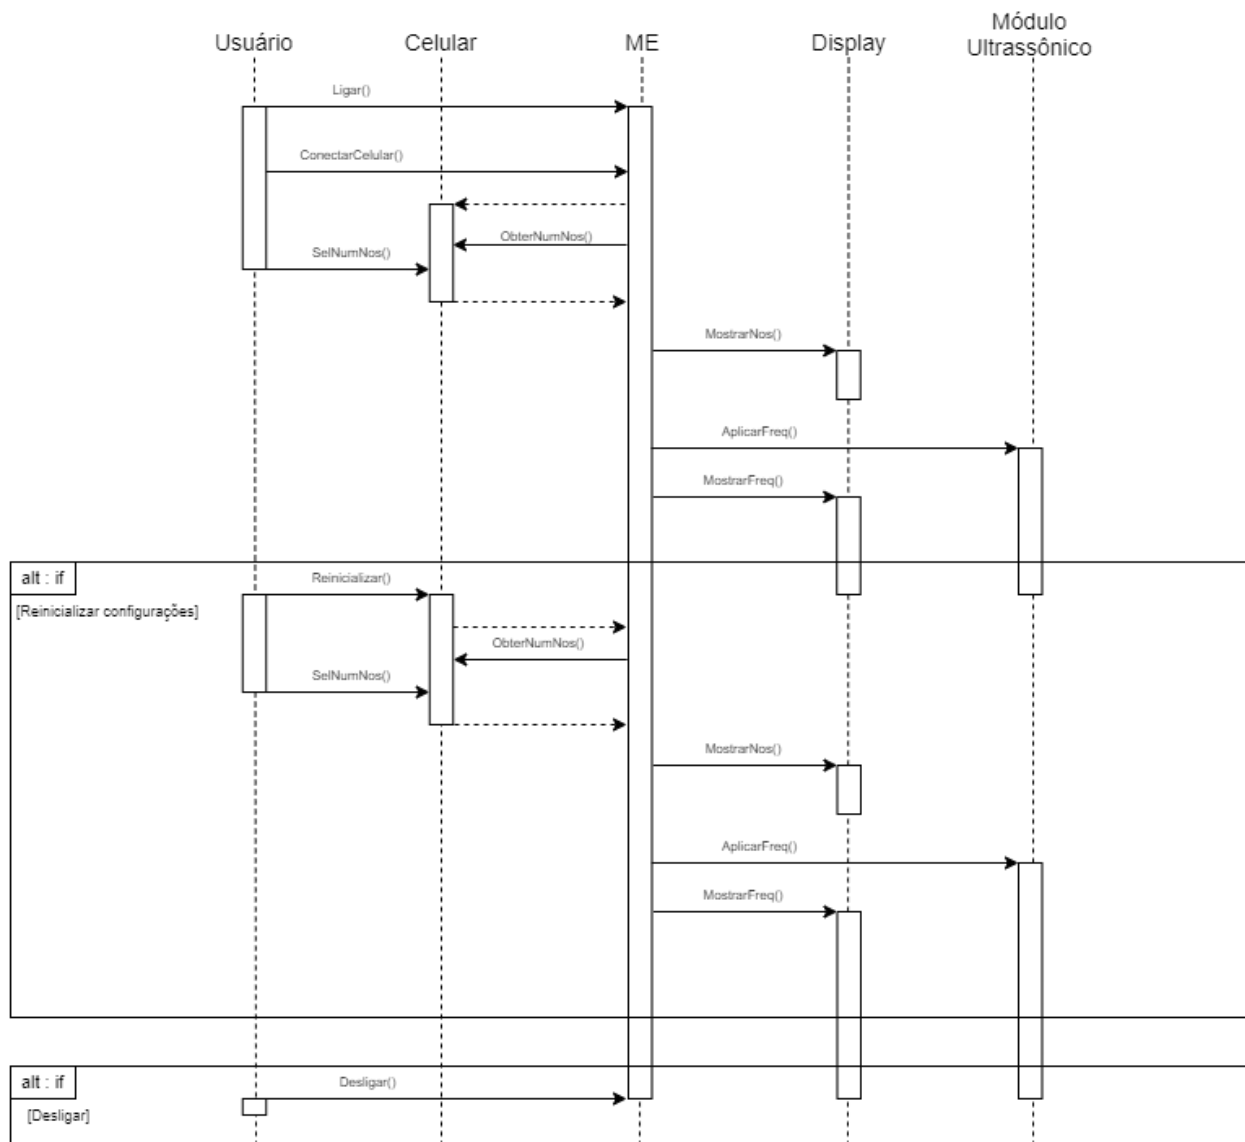 Usuário
Celular
ME
Display
Módulo
Ultrassônico
Ligar()
ConectarCelular()
ObterNumNos()
SelNumNos()
MostrarNos()
AplicarFreq()
MostrarFreq()
alt : if
[Reinicializar configurações]
Reinicializar()
ObterNumNos()
SelNumNos()
MostrarNos()
AplicarFreq()
MostrarFreq()
alt : if
[Desligar]
Desligar()